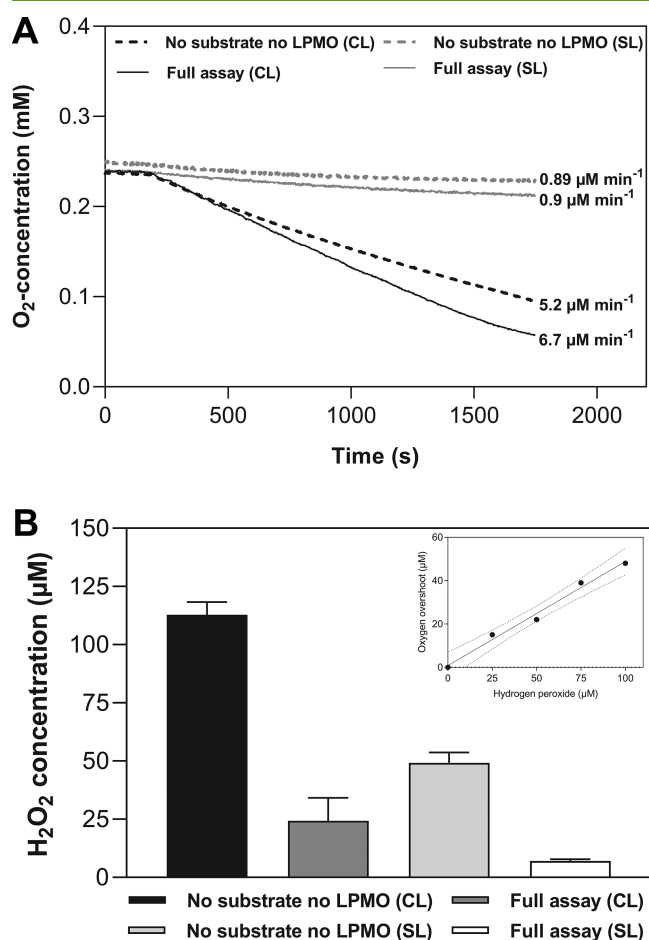 A
0.4
0.3
0.2
0.1
0.0
O2-concentration (mM)
No substrate no LPMO (CL)
No substrate no LPMO (SL)
Full assay (CL)
Full assay (SL)
0.89 µM min-1
0.9 µM min-1
5.2 µM min-1
6.7 µM min-1
0 500 1000 1500 2000
Time (s)
B
150
125
100
75
50
25
0
H2O2 concentration (µM)
60
40
20
0
Oxygen overshoot (µM)
0 25 50 75 100
Hydrogen peroxide (µM)
No substrate no LPMO (CL)
Full assay (CL)
No substrate no LPMO (SL)
Full assay (SL)